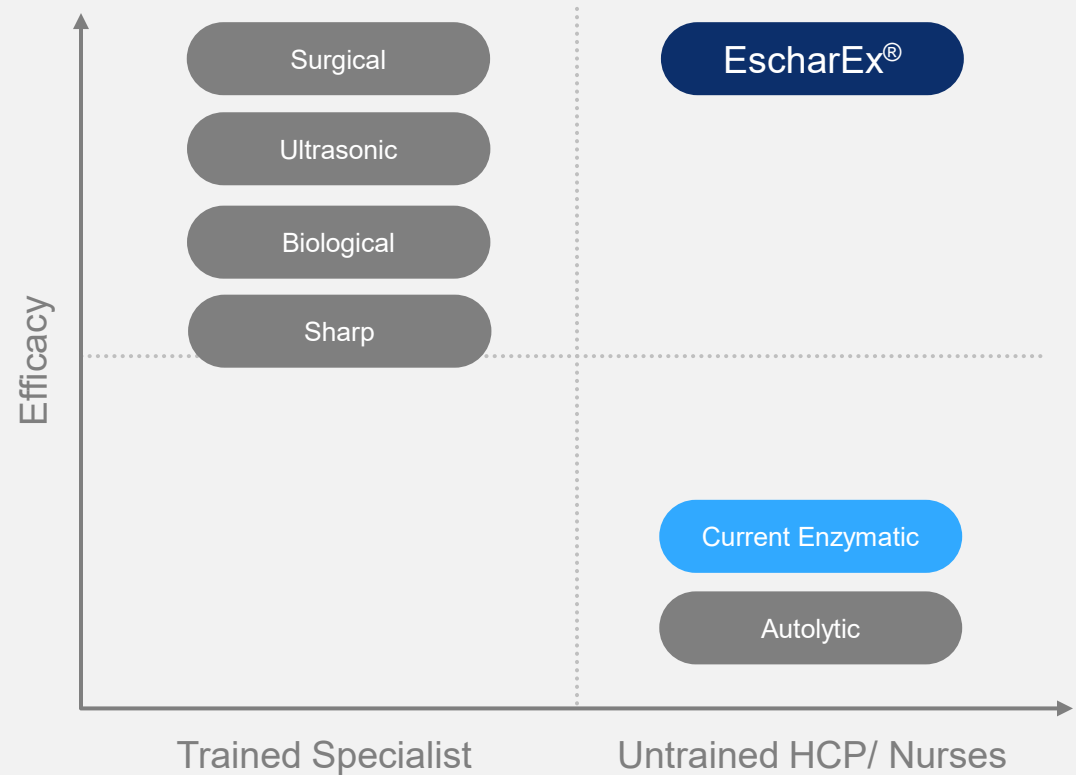 Surgical
EscharEx®
Ultrasonic
Biological
Sharp
Efficacy
Current Enzymatic
Autolytic
Trained Specialist
Untrained HCP/ Nurses